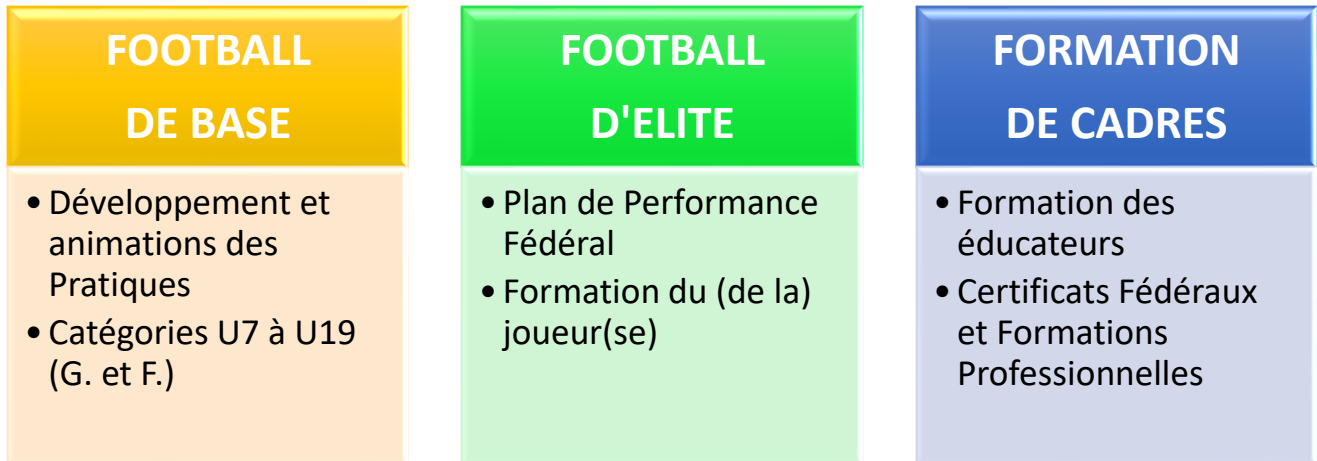 FOOTBALL
DE BASE
• Développement et
animations des
Pratiques
• Catégories U7 à U19
(G. et F.)
FOOTBALL
D'ELITE
• Plan de Performance
Fédéral
• Formation du (de la)
joueur(se)
FORMATION
DE CADRES
• Formation des
éducateurs
• Certificats Fédéraux
et Formations
Professionnelles